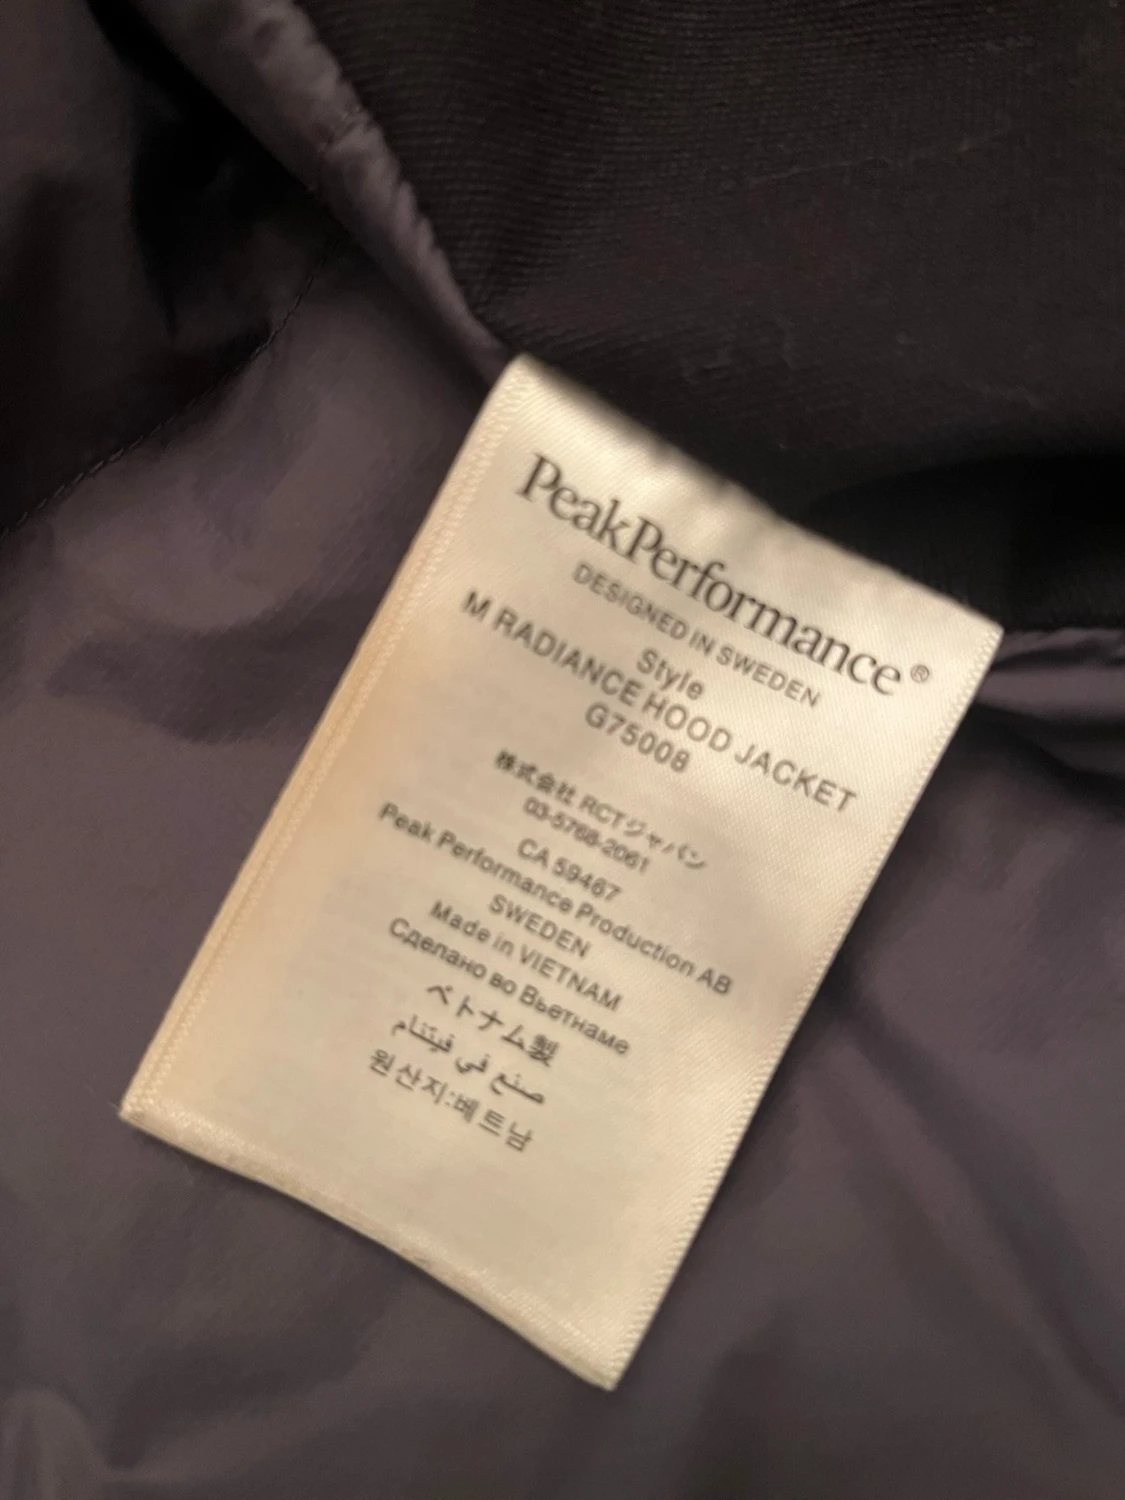 PeakPerformance®
DESIGNED IN SWEDEN
Style
M RADIANCE HOOD JACKET
G75008
株式会社 RCTジャパン
03-5768-2061
CA 59467
Peak Performance Production AB
SWEDEN
Made in VIETNAM
Сделано во Вьетнаме
ベトナム製
صنع في فيتنام
원산지:베트남